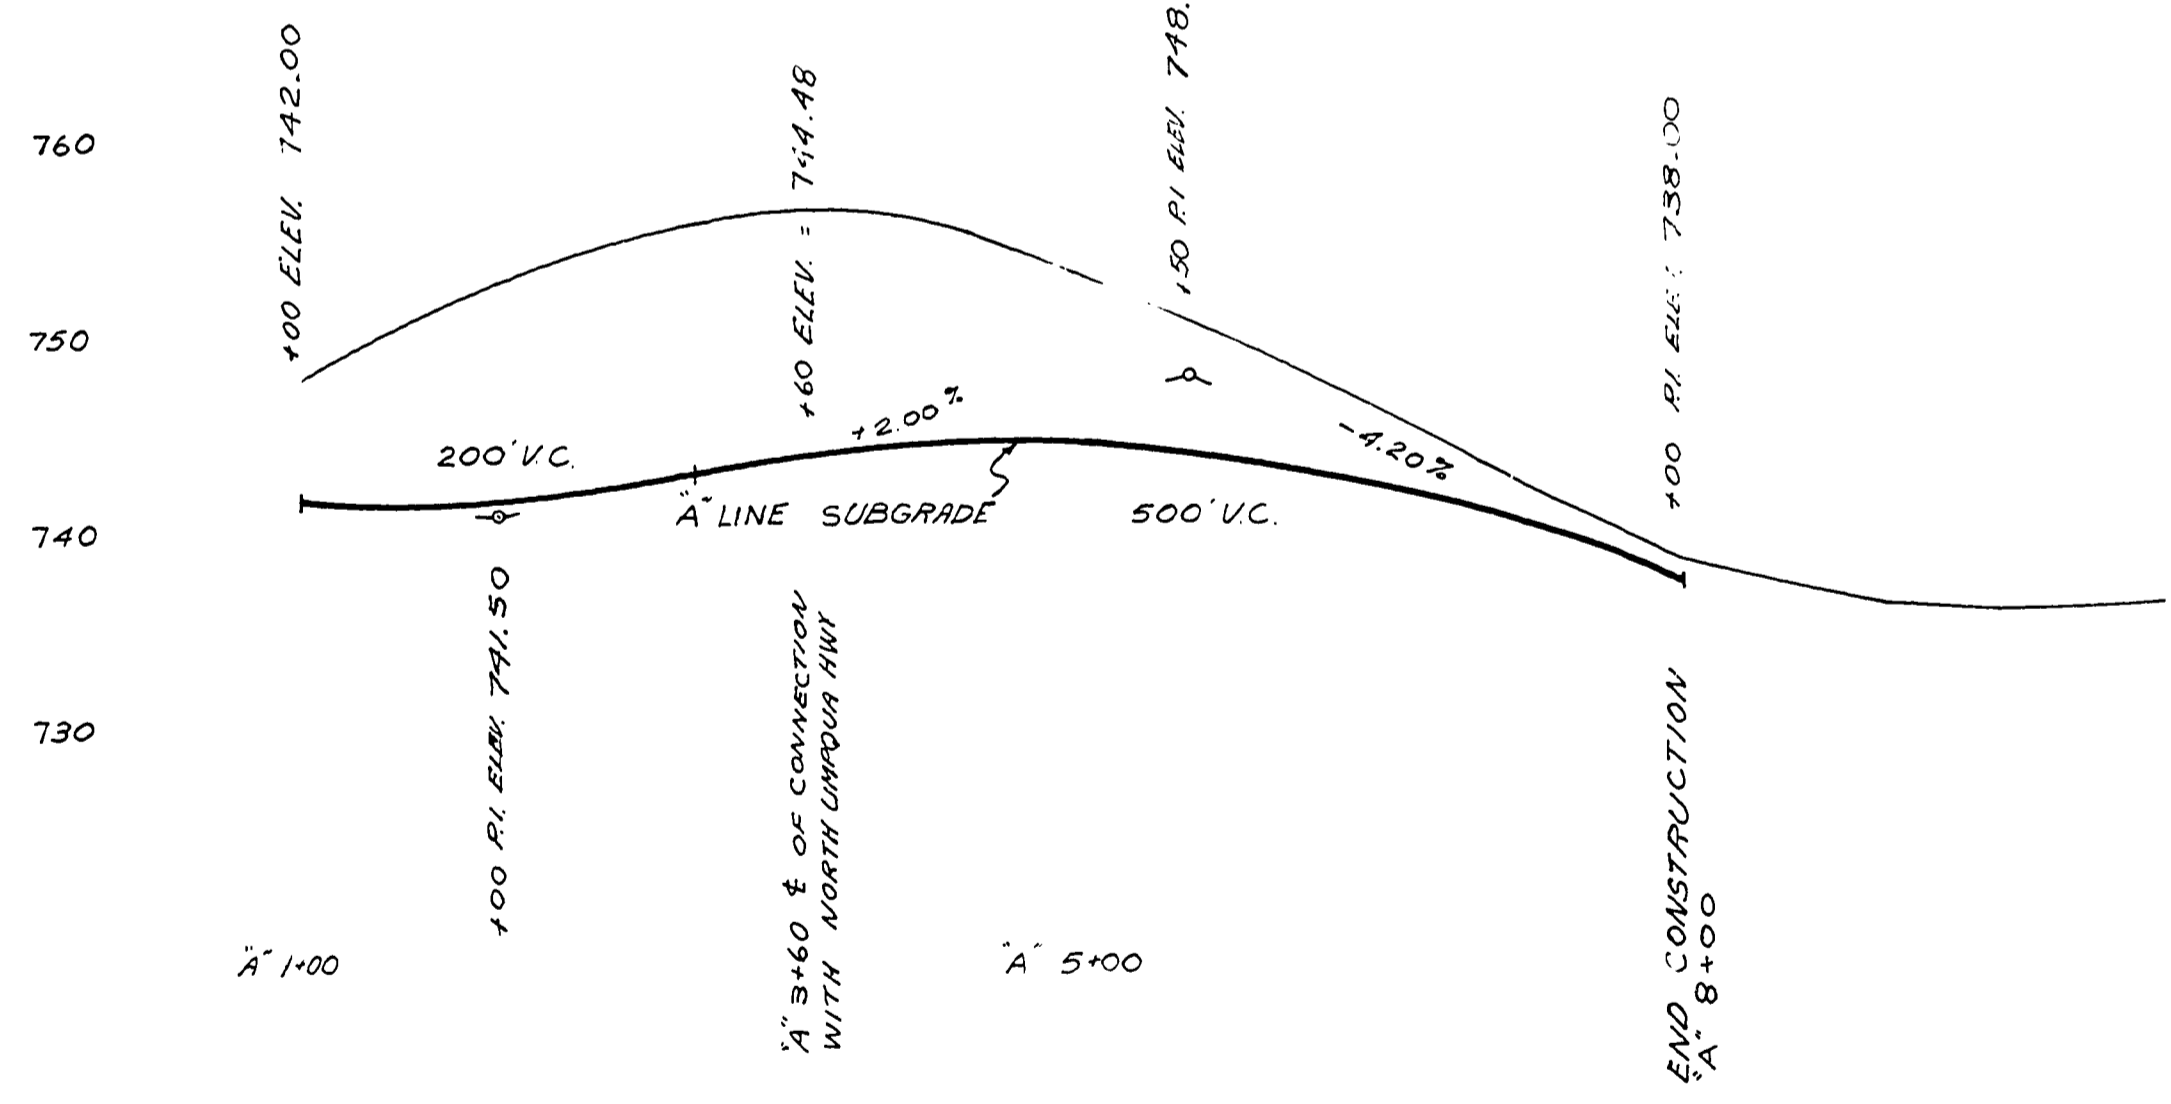 +00 ELEV. 742.00
+60 ELEV. = 744.48
+50 P.I ELEV. 748.
+00 P.I. ELEV. 738.00
760
750
740
730
200' V.C.
+2.00%
-4.20%
"A" LINE SUBGRADE
500' V.C.
+00 P.I. ELEV. 741.50
"A" 3+60 ℄ OF CONNECTION
WITH NORTH UMPQUA HWY
END CONSTRUCTION
"A" 8+00
"A" 1+00
"A" 5+00